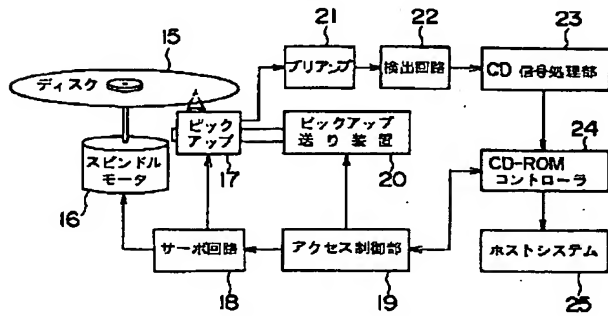 15
ディスク
21
プリアンプ
22
検出回路
23
CD 信号処理部
ピック
アップ
17
ピックアップ
送り装置
20
スピンドル
モータ
16
24
CD-ROM
コントローラ
サーボ回路
18
アクセス制御部
19
ホストシステム
25